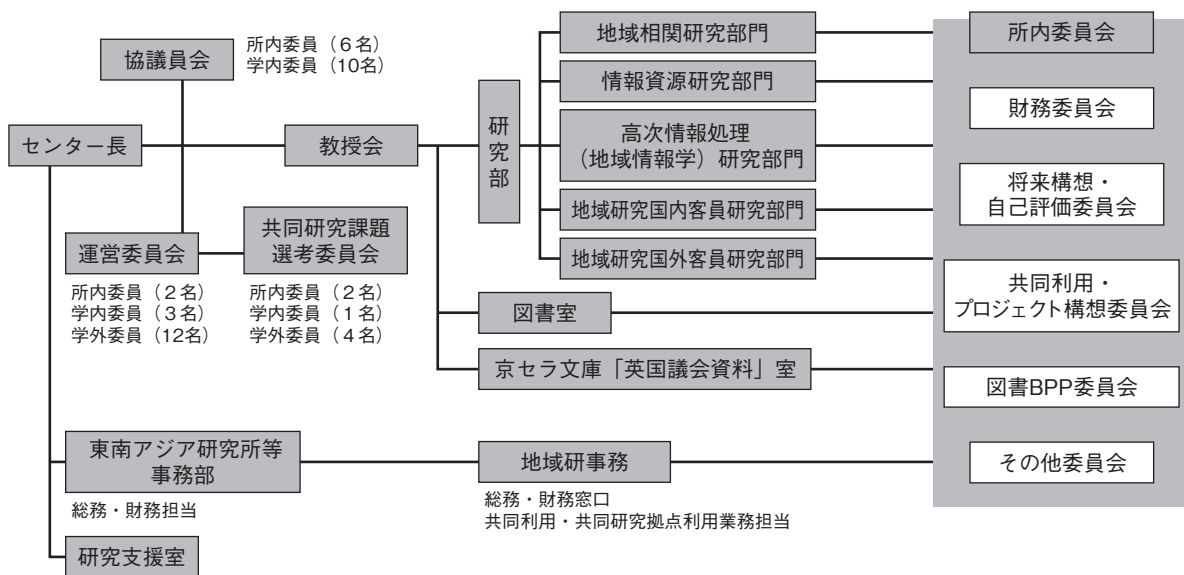 協議員会
所内委員（6名）
学内委員（10名）
センター長
教授会
運営委員会
所内委員（2名）
学内委員（3名）
学外委員（12名）
共同研究課題
選考委員会
所内委員（2名）
学内委員（1名）
学外委員（4名）
研究部
地域相関研究部門
情報資源研究部門
高次情報処理
（地域情報学）研究部門
地域研究国内客員研究部門
地域研究国外客員研究部門
図書室
京セラ文庫「英国議会資料」室
東南アジア研究所等
事務部
総務・財務担当
地域研事務
総務・財務窓口
共同利用・共同研究拠点利用業務担当
研究支援室
所内委員会
財務委員会
将来構想・
自己評価委員会
共同利用・
プロジェクト構想委員会
図書BPP委員会
その他委員会